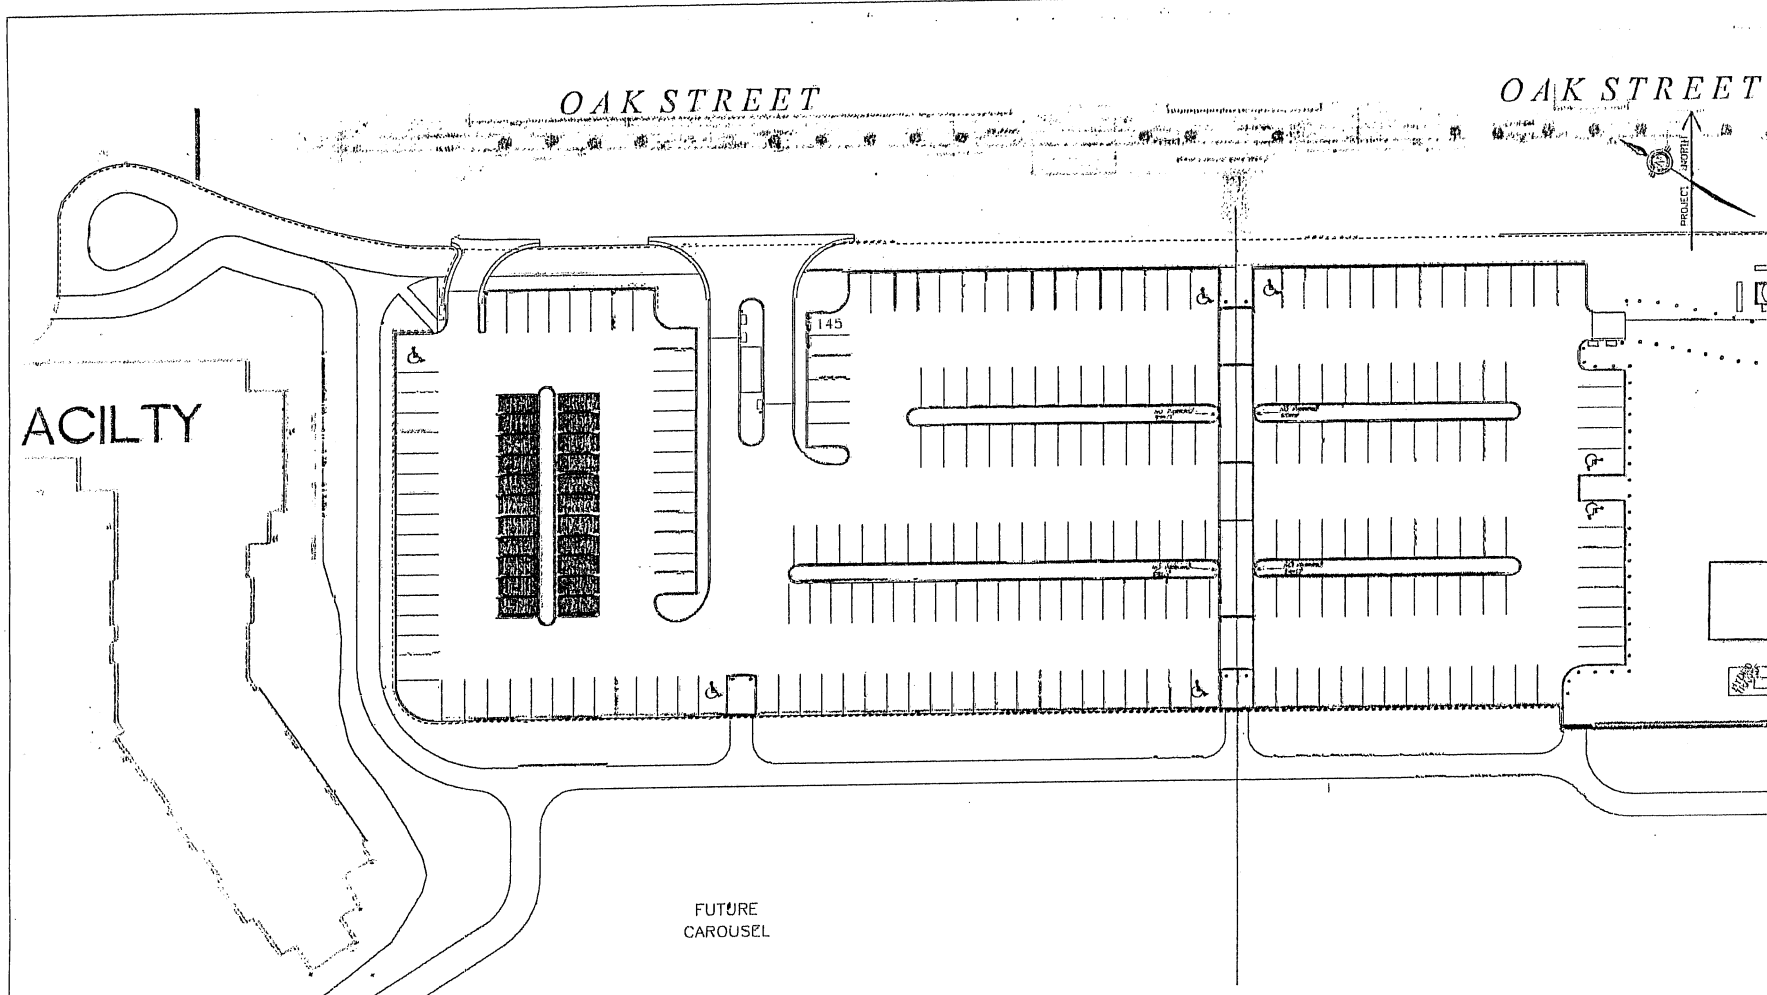 OAK STREET
OAK STREET
PROJECT NORTH
145
ACILTY
FUTURE
CAROUSEL